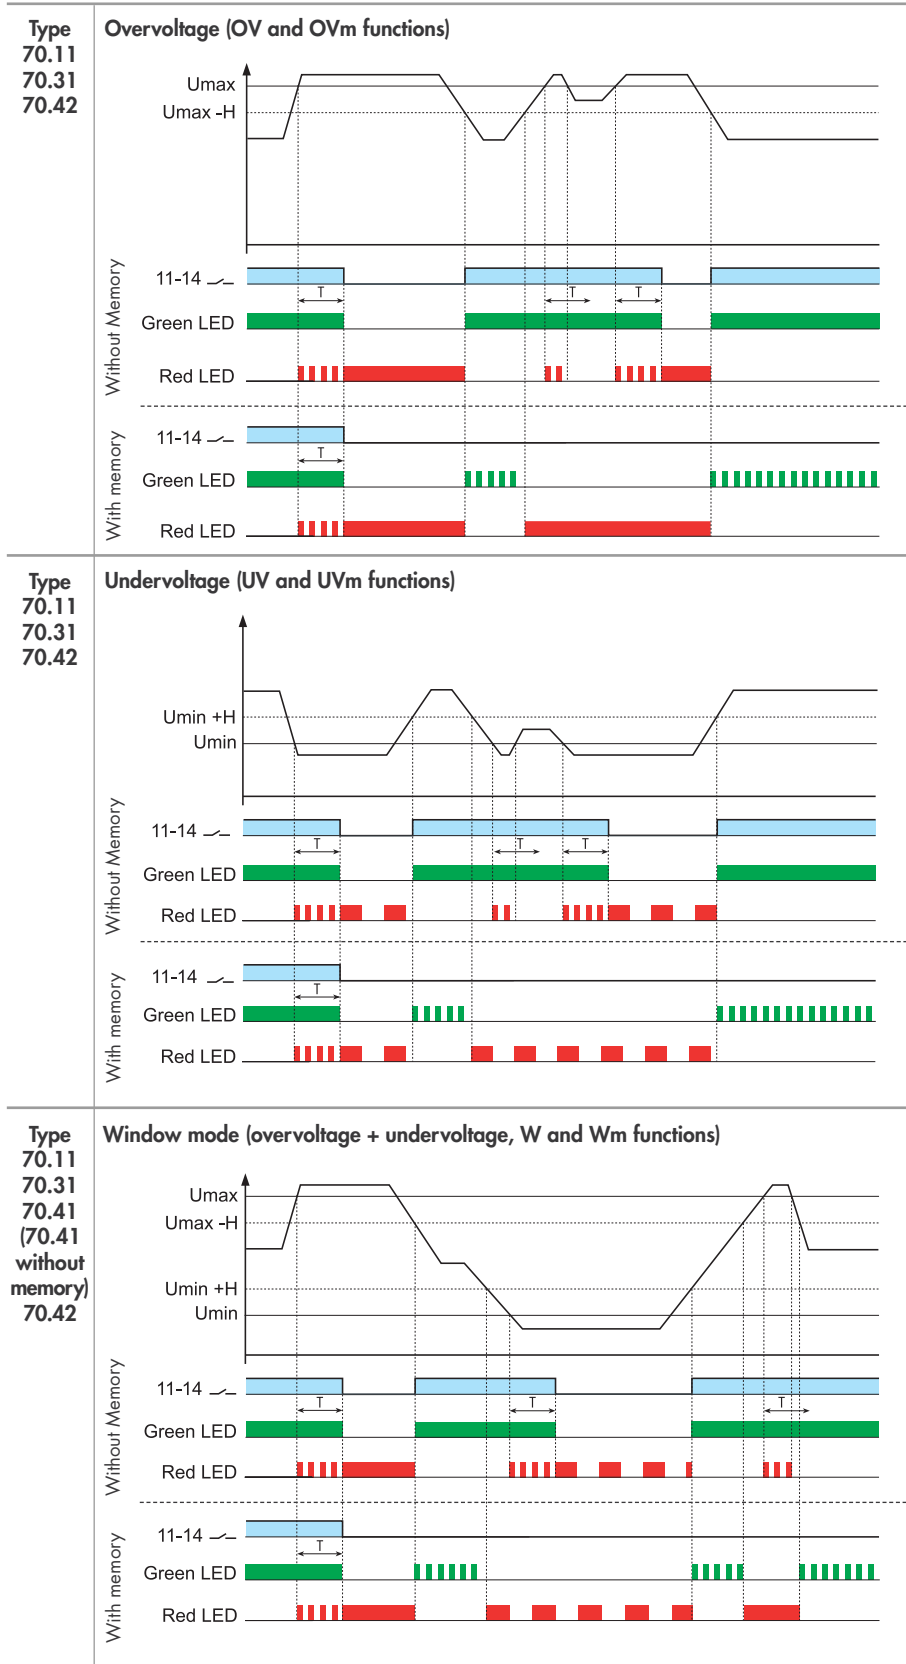 Type
70.11
70.31
70.42
Overvoltage (OV and OVm functions)
Umax
Umax -H
Without Memory
11-14
T
T
T
Green LED
Red LED
With memory
11-14
T
Green LED
Red LED
Type
70.11
70.31
70.42
Undervoltage (UV and UVm functions)
Umin +H
Umin
Without Memory
11-14
T
T
T
Green LED
Red LED
With memory
11-14
T
Green LED
Red LED
Type
70.11
70.31
70.41
(70.41
without
memory)
70.42
Window mode (overvoltage + undervoltage, W and Wm functions)
Umax
Umax -H
Umin +H
Umin
Without Memory
11-14
T
T
T
Green LED
Red LED
With memory
11-14
T
Green LED
Red LED